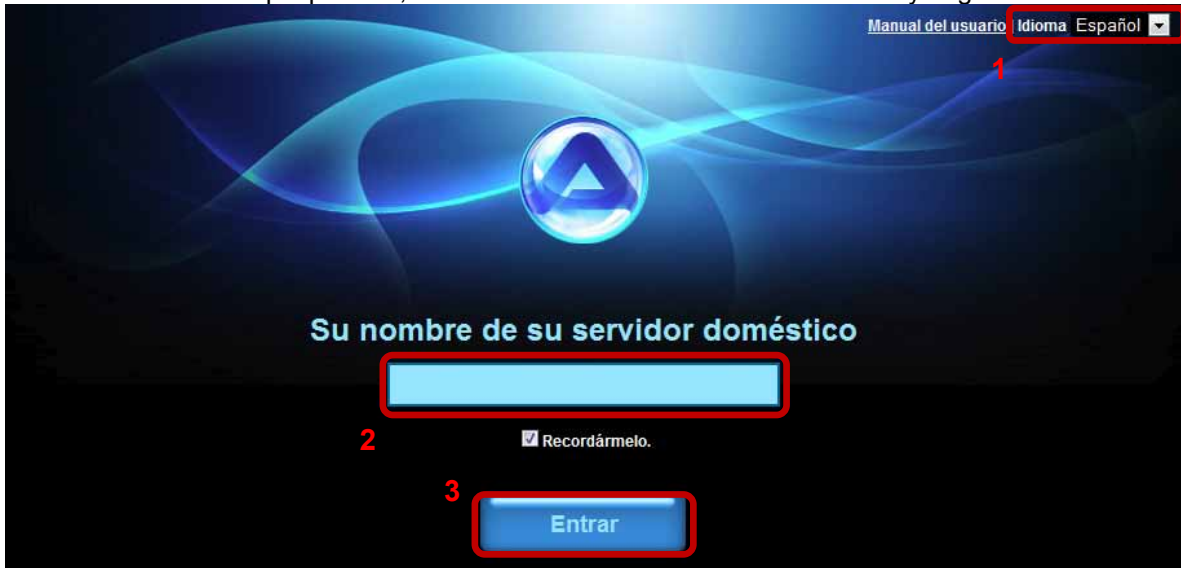 Manual del usuario Idioma Español
1
Su nombre de su servidor doméstico
2
Recordármelo.
3
Entrar